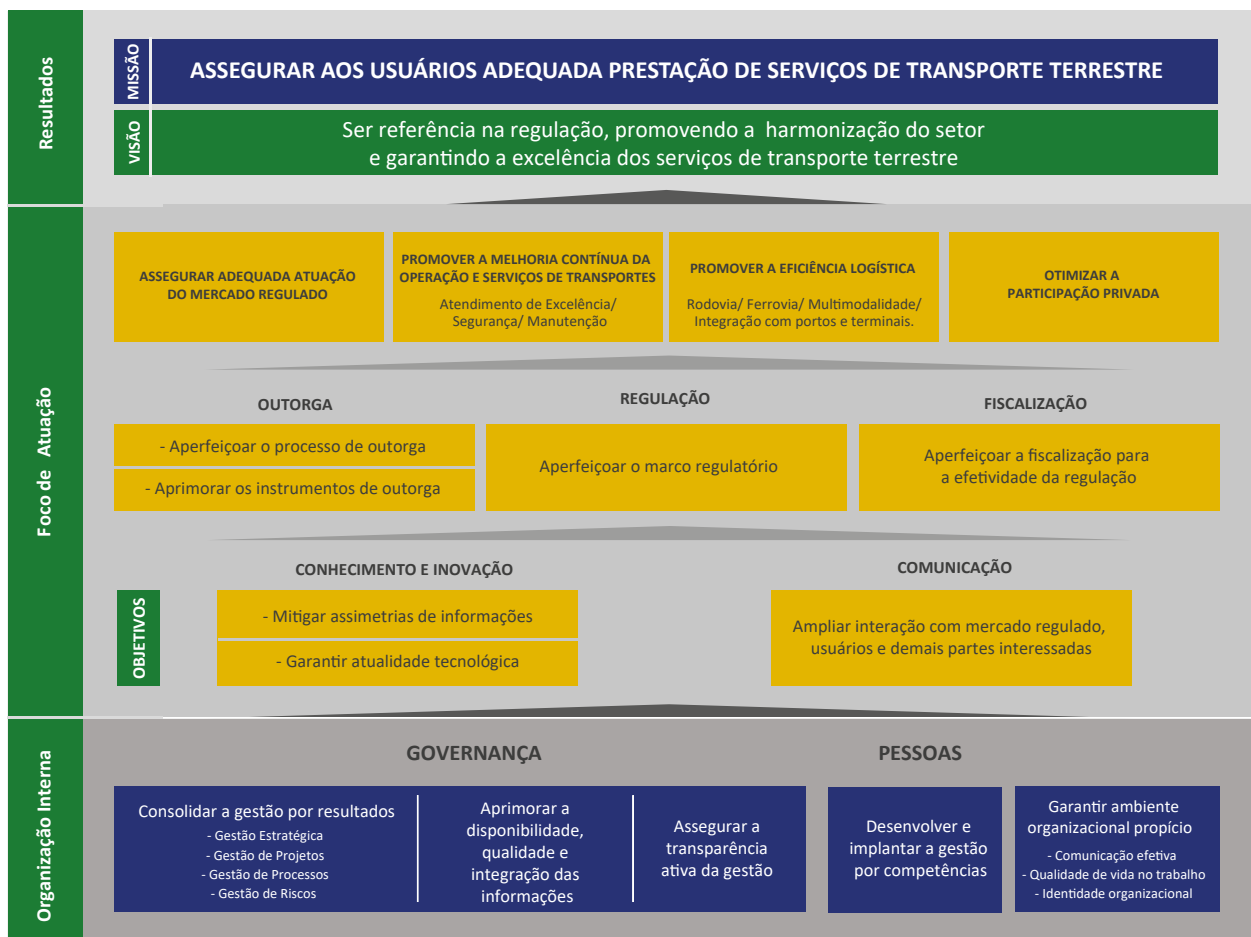 Resultados
MISSÃO
ASSEGURAR AOS USUÁRIOS ADEQUADA PRESTAÇÃO DE SERVIÇOS DE TRANSPORTE TERRESTRE
VISÃO
Ser referência na regulação, promovendo a harmonização do setor
e garantindo a excelência dos serviços de transporte terrestre
Foco de Atuação
ASSEGURAR ADEQUADA ATUAÇÃO
DO MERCADO REGULADO
PROMOVER A MELHORIA CONTÍNUA DA
OPERAÇÃO E SERVIÇOS DE TRANSPORTES
Atendimento de Excelência/
Segurança/ Manutenção
PROMOVER A EFICIÊNCIA LOGÍSTICA
Rodovia/ Ferrovia/ Multimodalidade/
Integração com portos e terminais.
OTIMIZAR A
PARTICIPAÇÃO PRIVADA
OUTORGA
- Aperfeiçoar o processo de outorga
- Aprimorar os instrumentos de outorga
REGULAÇÃO
Aperfeiçoar o marco regulatório
FISCALIZAÇÃO
Aperfeiçoar a fiscalização para
a efetividade da regulação
OBJETIVOS
CONHECIMENTO E INOVAÇÃO
- Mitigar assimetrias de informações
- Garantir atualidade tecnológica
COMUNICAÇÃO
Ampliar interação com mercado regulado,
usuários e demais partes interessadas
Organização Interna
GOVERNANÇA
Consolidar a gestão por resultados
- Gestão Estratégica
- Gestão de Projetos
- Gestão de Processos
- Gestão de Riscos
Aprimorar a
disponibilidade,
qualidade e
integração das
informações
Assegurar a
transparência
ativa da gestão
PESSOAS
Desenvolver e
implantar a gestão
por competências
Garantir ambiente
organizacional propício
- Comunicação efetiva
- Qualidade de vida no trabalho
- Identidade organizacional